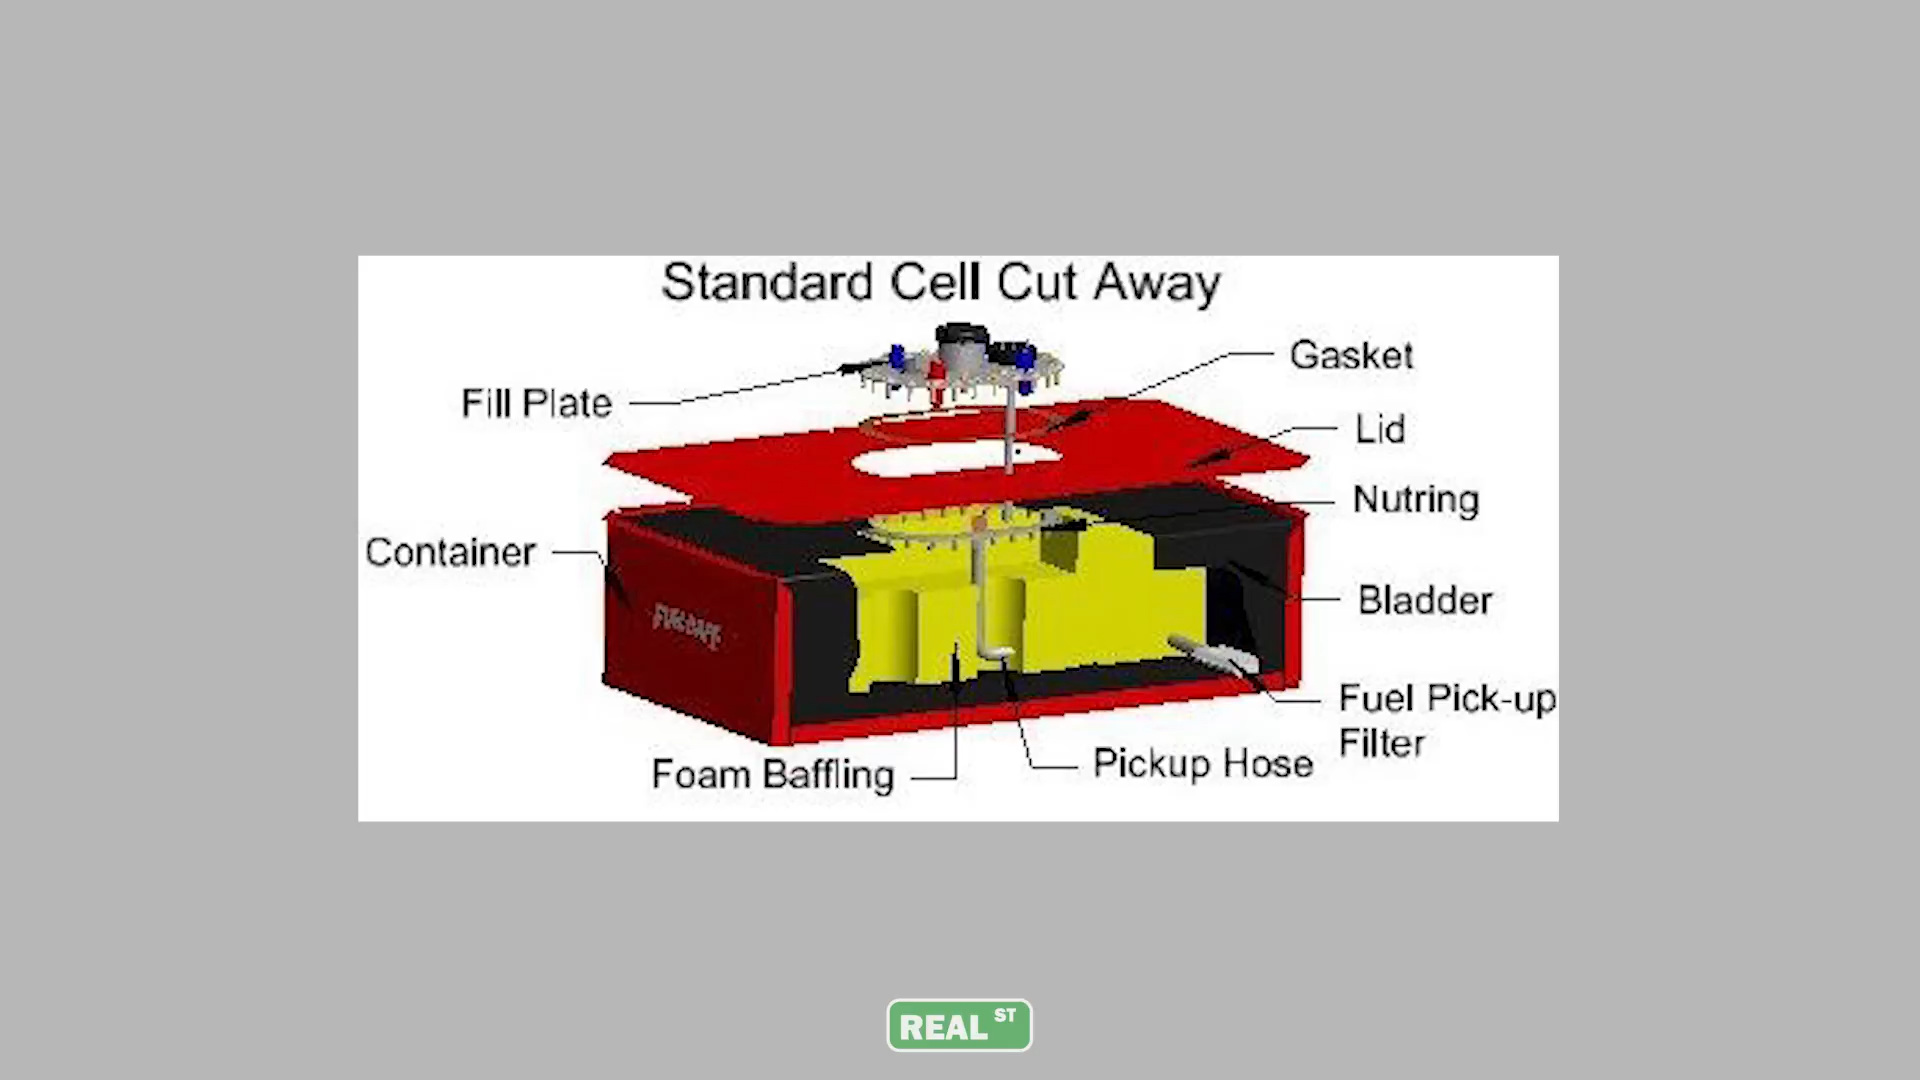 Standard Cell Cut Away
Gasket
Fill Plate
Lid
Nutring
Container
Bladder
Fuel Pick-up
Filter
Pickup Hose
Foam Baffling
REAL ST